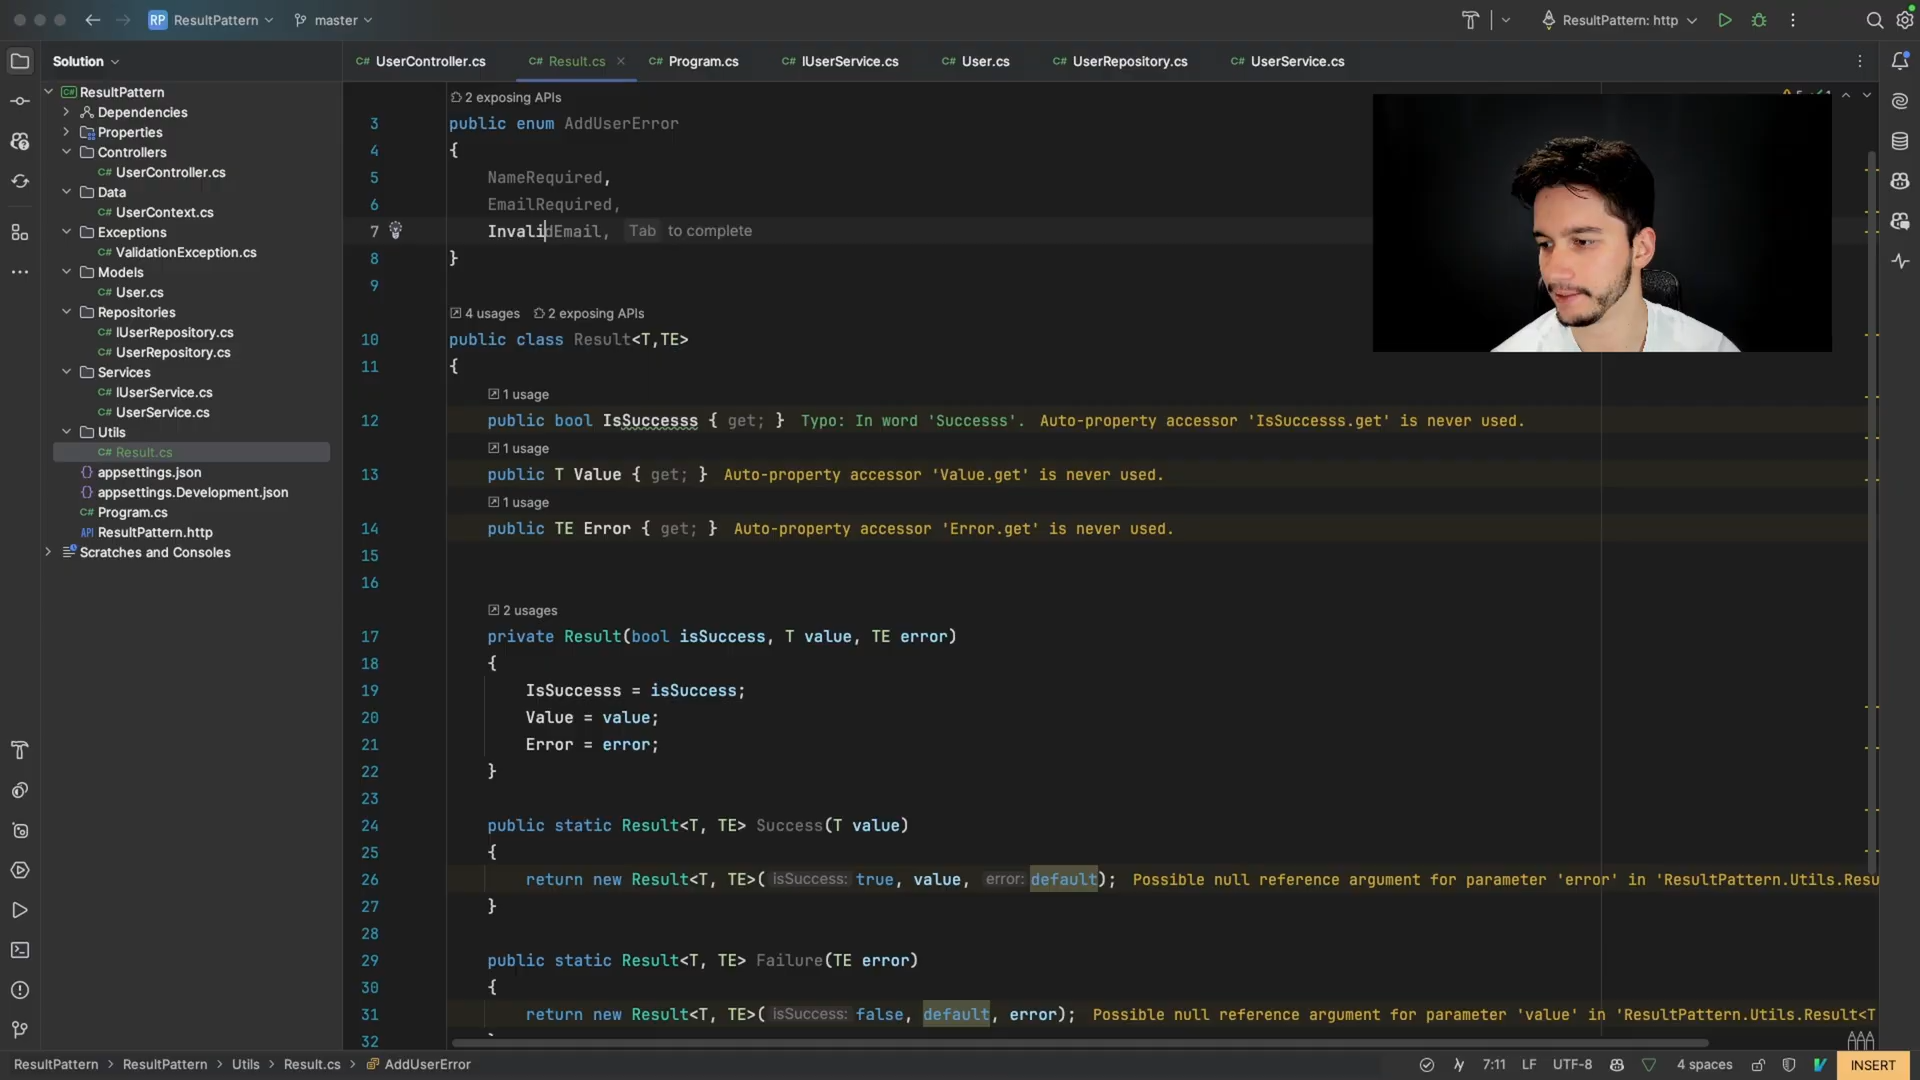 RP ResultPattern master ResultPattern: http
Solution
UserController.cs Result.cs Program.cs IUserService.cs User.cs UserRepository.cs UserService.cs
ResultPattern
Dependencies
Properties
Controllers
C# UserController.cs
Data
C# UserContext.cs
Exceptions
C# ValidationException.cs
Models
C# User.cs
Repositories
C# IUserRepository.cs
C# UserRepository.cs
Services
C# IUserService.cs
C# UserService.cs
Utils
C# Result.cs
{} appsettings.json
{} appsettings.Development.json
C# Program.cs
API ResultPattern.http
Scratches and Consoles
2 exposing APIs
3 public enum AddUserError
4 {
5 NameRequired,
6 EmailRequired,
7 InvalidEmail, Tab to complete
8 }
9
4 usages 2 exposing APIs
10 public class Result<T,TE>
11 {
1 usage
12 public bool IsSuccesss { get; } Typo: In word 'Successs'. Auto-property accessor 'IsSuccesss.get' is never used.
1 usage
13 public T Value { get; } Auto-property accessor 'Value.get' is never used.
1 usage
14 public TE Error { get; } Auto-property accessor 'Error.get' is never used.
15
16
2 usages
17 private Result(bool isSuccess, T value, TE error)
18 {
19 IsSuccesss = isSuccess;
20 Value = value;
21 Error = error;
22 }
23
24 public static Result<T, TE> Success(T value)
25 {
26 return new Result<T, TE>( isSuccess: true, value, error: default); Possible null reference argument for parameter 'error' in 'ResultPattern.Utils.Resu
27 }
28
29 public static Result<T, TE> Failure(TE error)
30 {
31 return new Result<T, TE>( isSuccess: false, default, error); Possible null reference argument for parameter 'value' in 'ResultPattern.Utils.Result<T
32
ResultPattern > ResultPattern > Utils > Result.cs > AddUserError 7:11 LF UTF-8 4 spaces INSERT